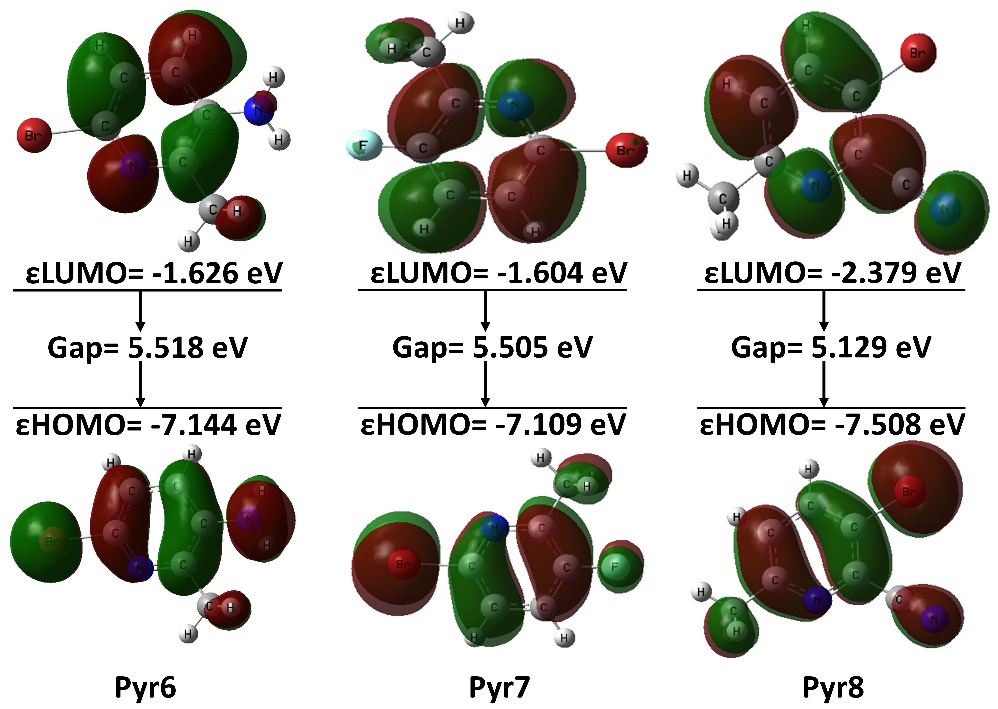 εLUMO= -1.626 eV
εLUMO= -1.604 eV
εLUMO= -2.379 eV
Gap= 5.518 eV
Gap= 5.505 eV
Gap= 5.129 eV
εHOMO= -7.144 eV
εHOMO= -7.109 eV
εHOMO= -7.508 eV
Pyr6
Pyr7
Pyr8